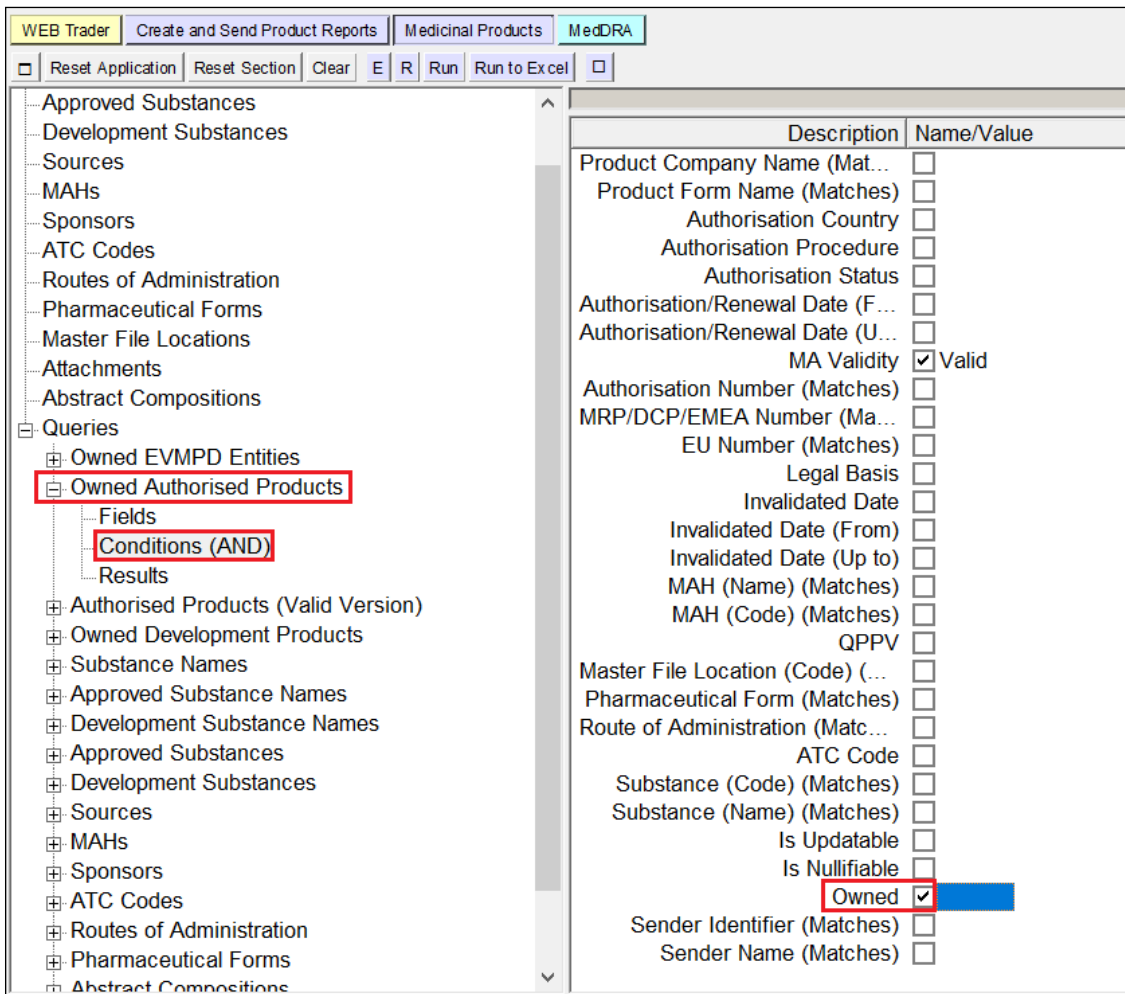 WEB Trader Create and Send Product Reports Medicinal Products MedDRA
Reset Application Reset Section Clear E R Run Run to Excel
Approved Substances
Development Substances
Sources
MAHs
Sponsors
ATC Codes
Routes of Administration
Pharmaceutical Forms
Master File Locations
Attachments
Abstract Compositions
Queries
Owned EVMPD Entities
Owned Authorised Products
Fields
Conditions (AND)
Results
Authorised Products (Valid Version)
Owned Development Products
Substance Names
Approved Substance Names
Development Substance Names
Approved Substances
Development Substances
Sources
MAHs
Sponsors
ATC Codes
Routes of Administration
Pharmaceutical Forms
Abstract Compositions
Description Name/Value
Product Company Name (Mat...
Product Form Name (Matches)
Authorisation Country
Authorisation Procedure
Authorisation Status
Authorisation/Renewal Date (F...
Authorisation/Renewal Date (U...
MA Validity Valid
Authorisation Number (Matches)
MRP/DCP/EMEA Number (Ma...
EU Number (Matches)
Legal Basis
Invalidated Date
Invalidated Date (From)
Invalidated Date (Up to)
MAH (Name) (Matches)
MAH (Code) (Matches)
QPPV
Master File Location (Code) (...
Pharmaceutical Form (Matches)
Route of Administration (Matc...
ATC Code
Substance (Code) (Matches)
Substance (Name) (Matches)
Is Updatable
Is Nullifiable
Owned
Sender Identifier (Matches)
Sender Name (Matches)